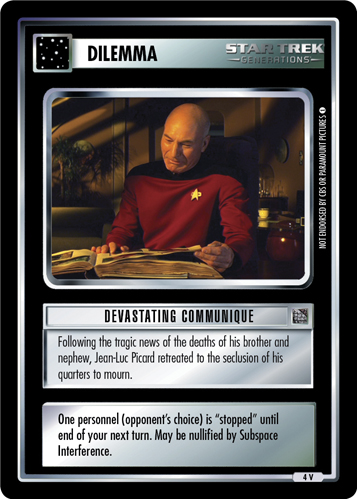 DILEMMA
STAR TREK
GENERATIONS
NOT ENDORSED BY CBS OR PARAMOUNT PICTURES
DEVASTATING COMMUNIQUE
Following the tragic news of the deaths of his brother and
nephew, Jean-Luc Picard retreated to the seclusion of his
quarters to mourn.
One personnel (opponent's choice) is "stopped" until
end of your next turn. May be nullified by Subspace
Interference.
4 V